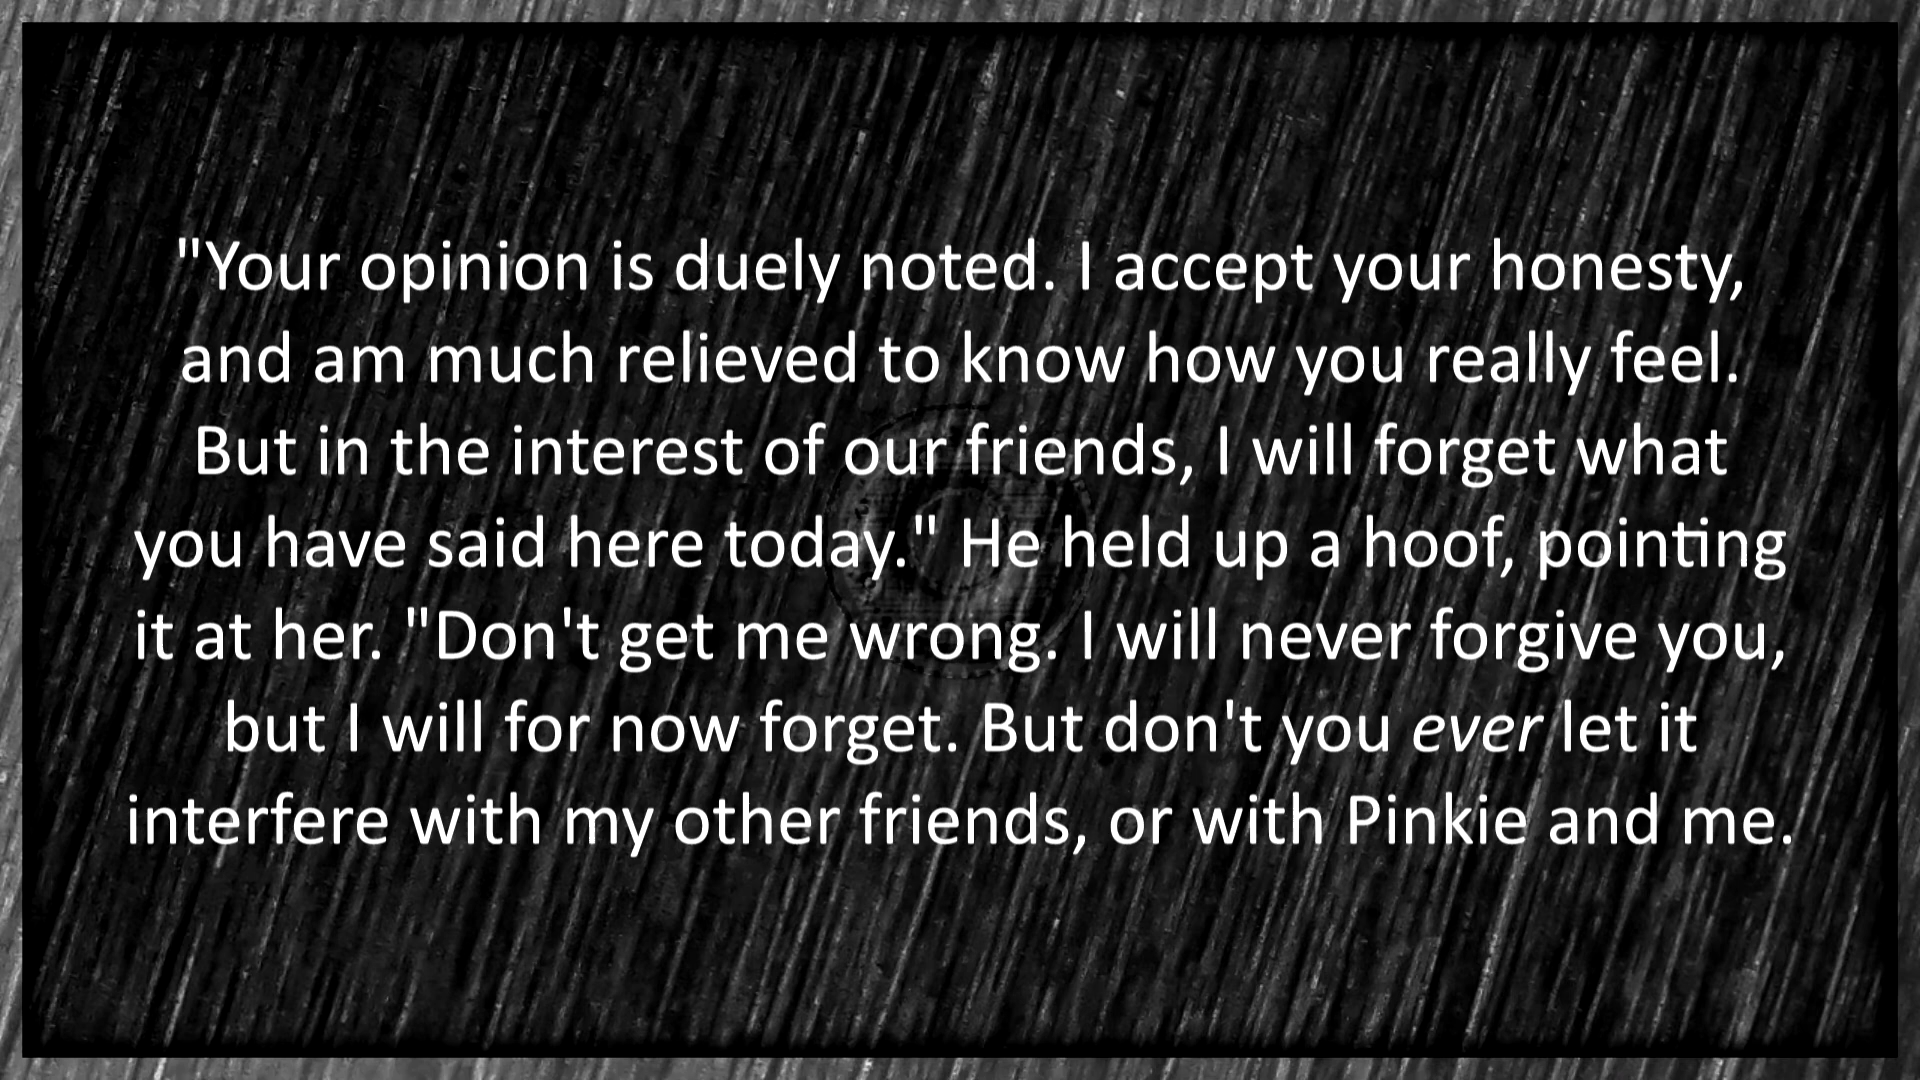 "Your opinion is duely noted. I accept your honesty,
and am much relieved to know how you really feel.
But in the interest of our friends, I will forget what
you have said here today." He held up a hoof, pointing
it at her. "Don't get me wrong. I will never forgive you,
but I will for now forget. But don't you ever let it
interfere with my other friends, or with Pinkie and me.